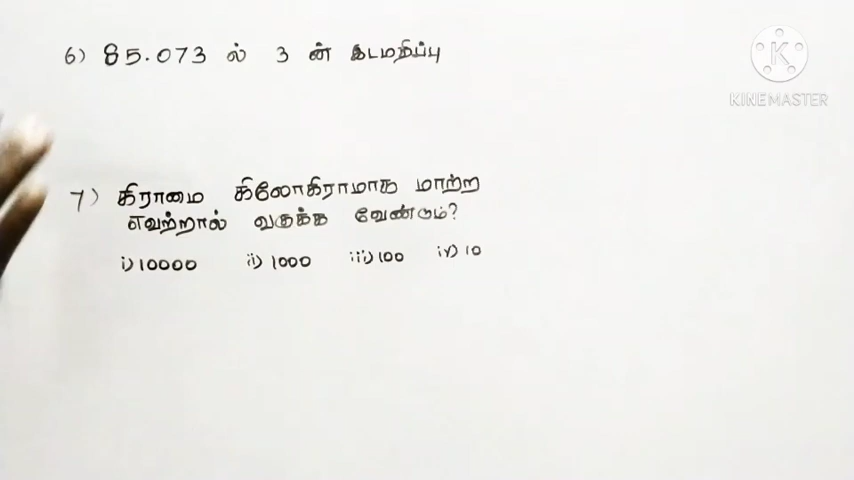 6) 85.073 ல் 3 ன் இடமதிப்பு
K
KINEMASTER
7) கிராமை கிலோகிராமாக மாற்ற
எவற்றால் வகுக்க வேண்டும்?
i) 10000 ii) 1000 iii) 100 iv) 10